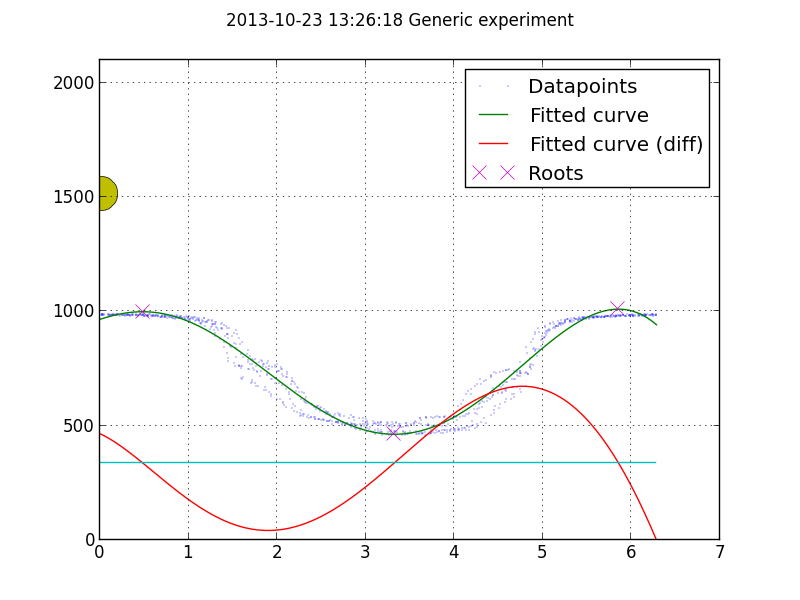 2013-10-23 13:26:18 Generic experiment
Datapoints
Fitted curve
Fitted curve (diff)
Roots
2000
1500
1000
500
0
0 1 2 3 4 5 6 7